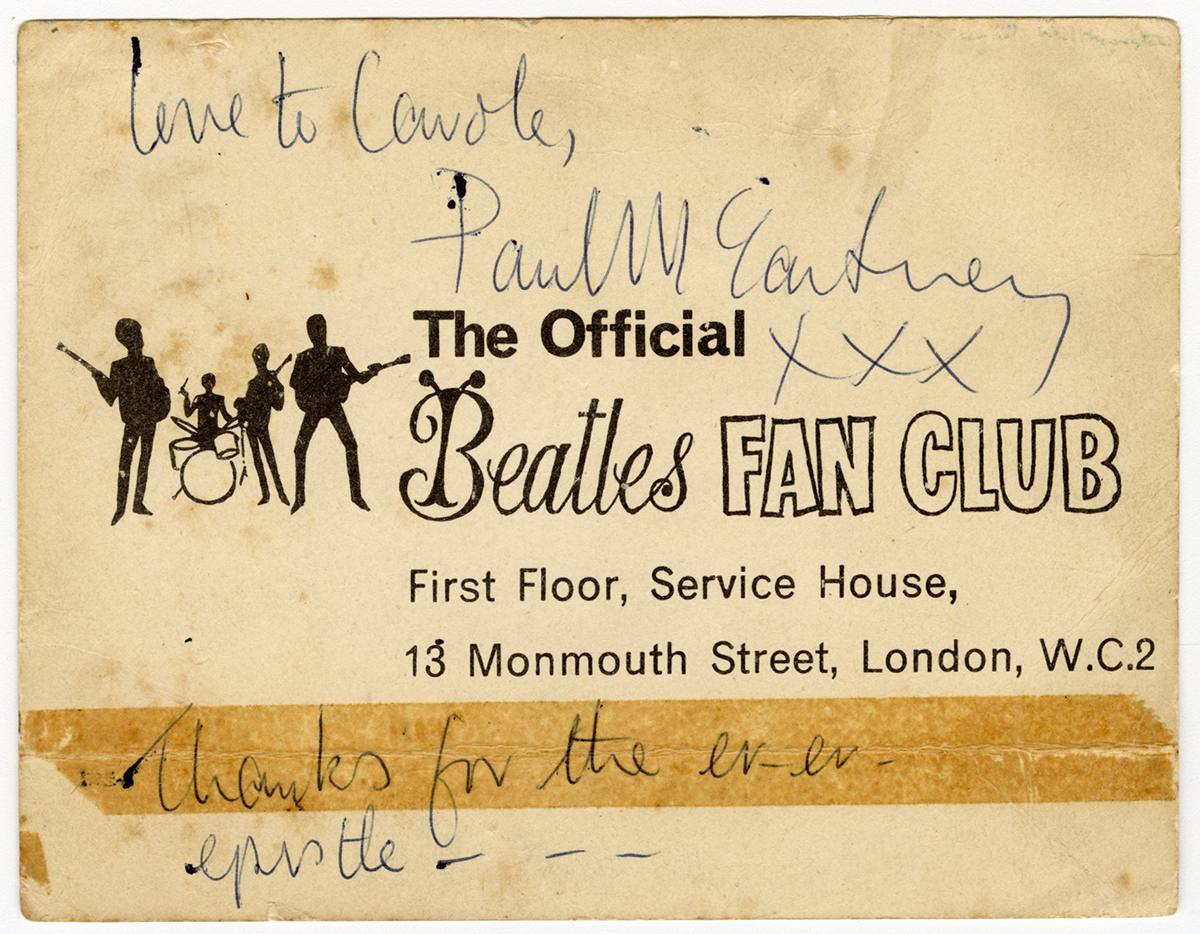 love to Carole,
Paul McCartney
The Official
xxx
Beatles FAN CLUB
First Floor, Service House,
13 Monmouth Street, London, W.C.2
Thanks for the er-er-
epistle - - -